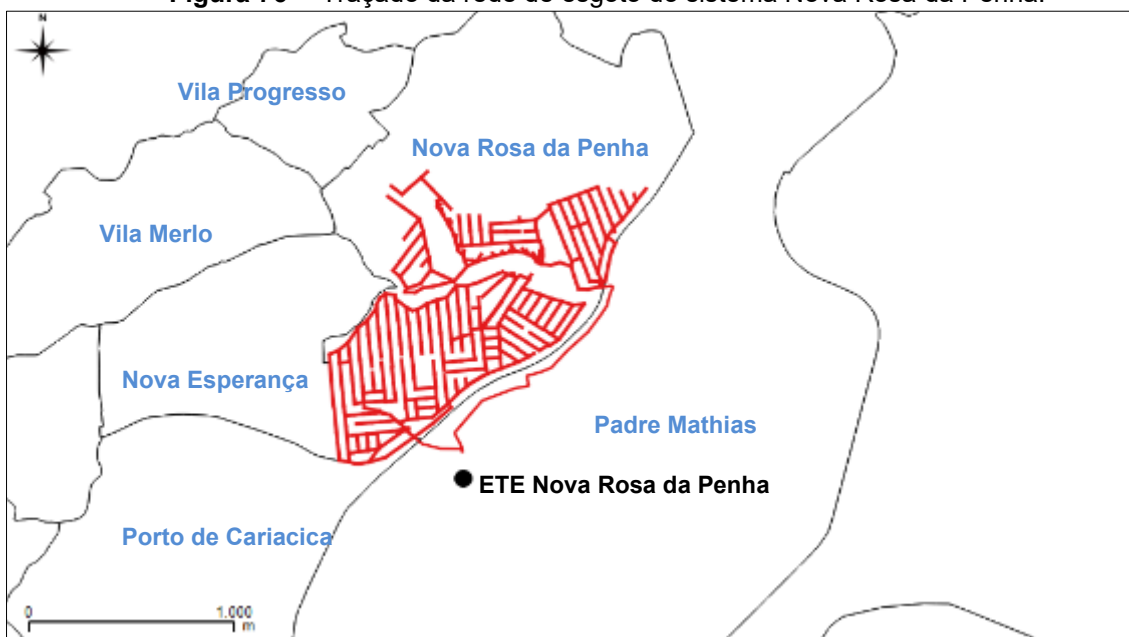 N
Vila Progresso
Nova Rosa da Penha
Vila Merlo
Nova Esperança
Padre Mathias
ETE Nova Rosa da Penha
Porto de Cariacica
0 1.000
m